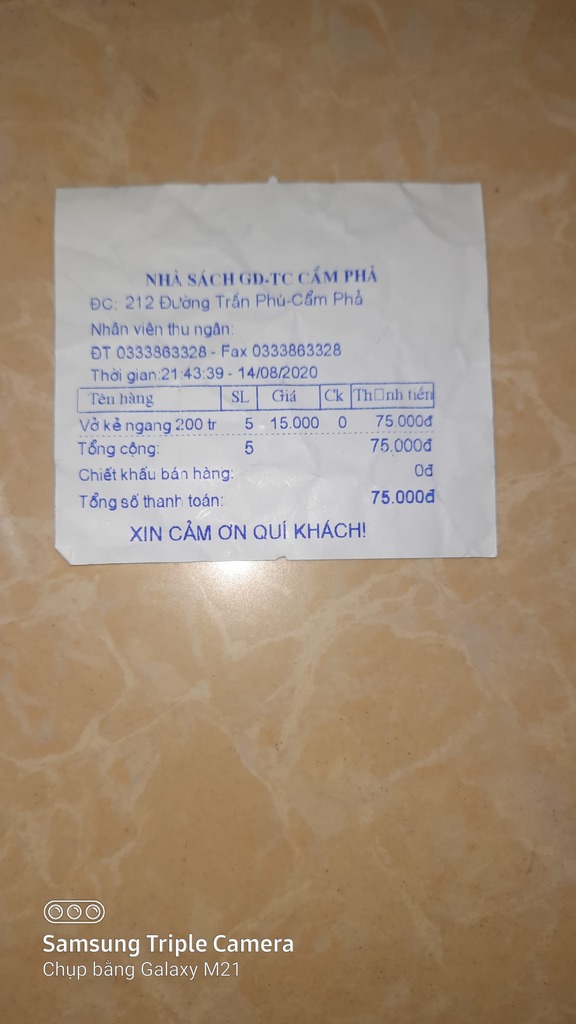 NHÀ SÁCH GD-TC CẨM PHẢ
ĐC: 212 Đường Trần Phú-Cẩm Phả
Nhân viên thu ngân:
ĐT 0333863328 - Fax 0333863328
Thời gian:21:43:39 - 14/08/2020
Tên hàng SL Giá Ck Th□nh tiền
Vở kẻ ngang 200 tr 5 15.000 0 75.000đ
Tổng cộng: 5 75.000đ
Chiết khấu bán hàng: 0đ
Tổng số thanh toán: 75.000đ
XIN CẢM ƠN QUÍ KHÁCH!
Samsung Triple Camera
Chụp bằng Galaxy M21